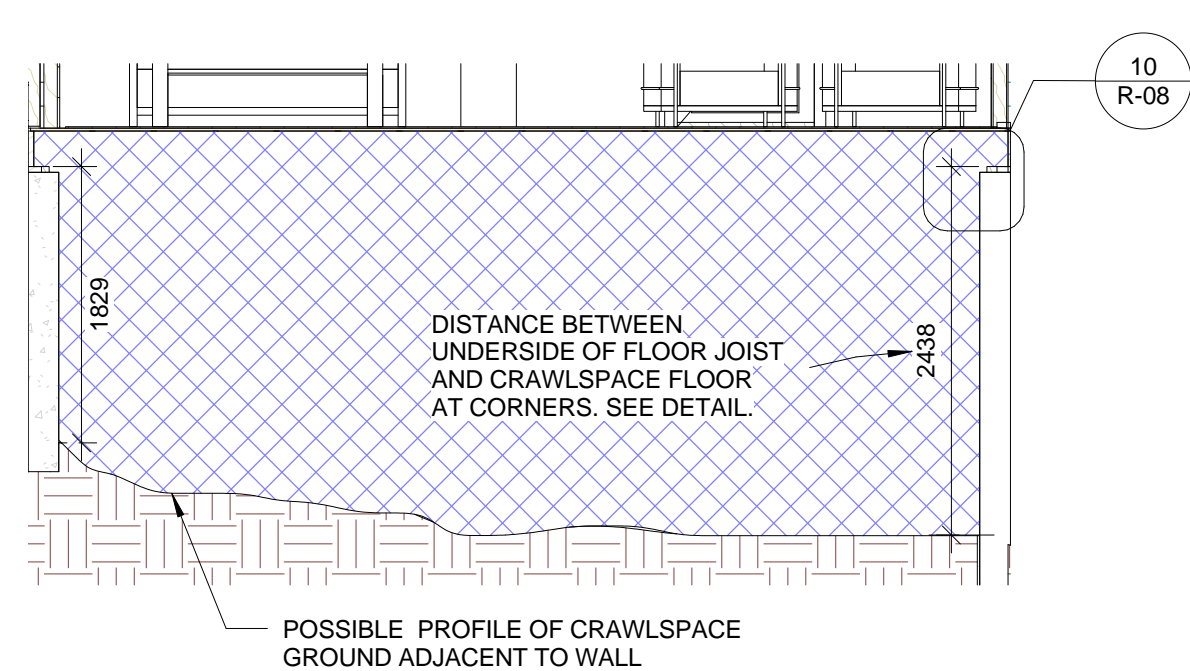 10
R-08
1829
DISTANCE BETWEEN
UNDERSIDE OF FLOOR JOIST
AND CRAWLSPACE FLOOR
AT CORNERS. SEE DETAIL.
2438
POSSIBLE PROFILE OF CRAWLSPACE
GROUND ADJACENT TO WALL